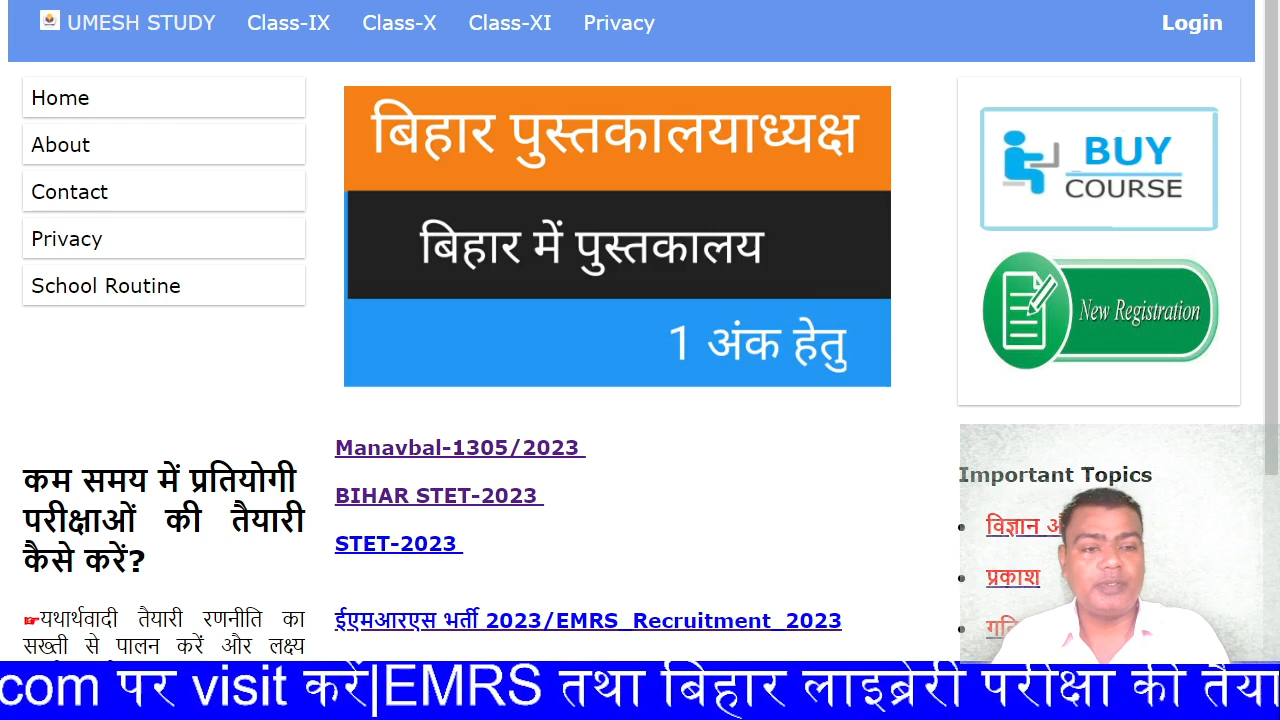 UMESH STUDY Class-IX Class-X Class-XI Privacy Login
Home
About
Contact
Privacy
School Routine
कम समय में प्रतियोगी
परीक्षाओं की तैयारी
कैसे करें?
यथार्थवादी तैयारी रणनीति का
सख्ती से पालन करें और लक्ष्य
बिहार पुस्तकालयाध्यक्ष
बिहार में पुस्तकालय
1 अंक हेतु
Manavbal-1305/2023
BIHAR STET-2023
STET-2023
ईएमआरएस भर्ती 2023/EMRS_Recruitment_2023
BUY
COURSE
New Registration
Important Topics
विज्ञान
प्रकाश
com पर visit करें|EMRS तथा बिहार लाइब्रेरी परीक्षा की